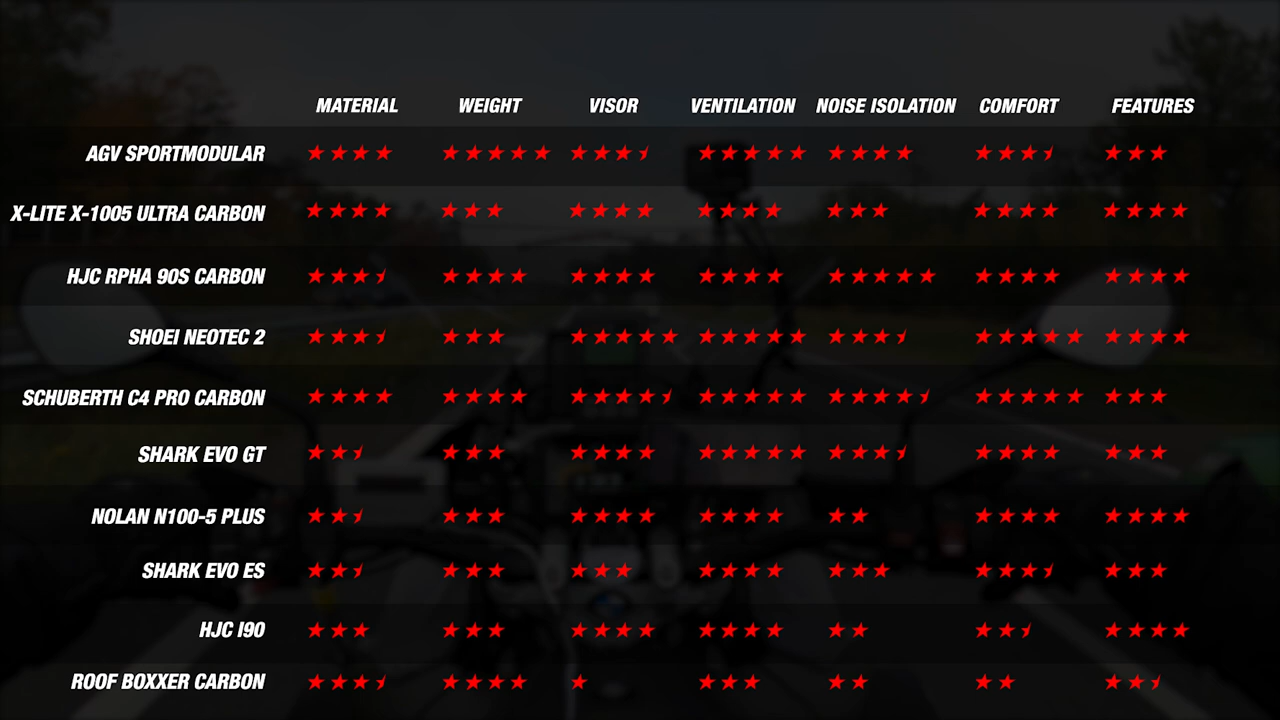 MATERIAL WEIGHT VISOR VENTILATION NOISE ISOLATION COMFORT FEATURES
AGV SPORTMODULAR
X-LITE X-1005 ULTRA CARBON
HJC RPHA 90S CARBON
SHOEI NEOTEC 2
SCHUBERTH C4 PRO CARBON
SHARK EVO GT
NOLAN N100-5 PLUS
SHARK EVO ES
HJC I90
ROOF BOXXER CARBON